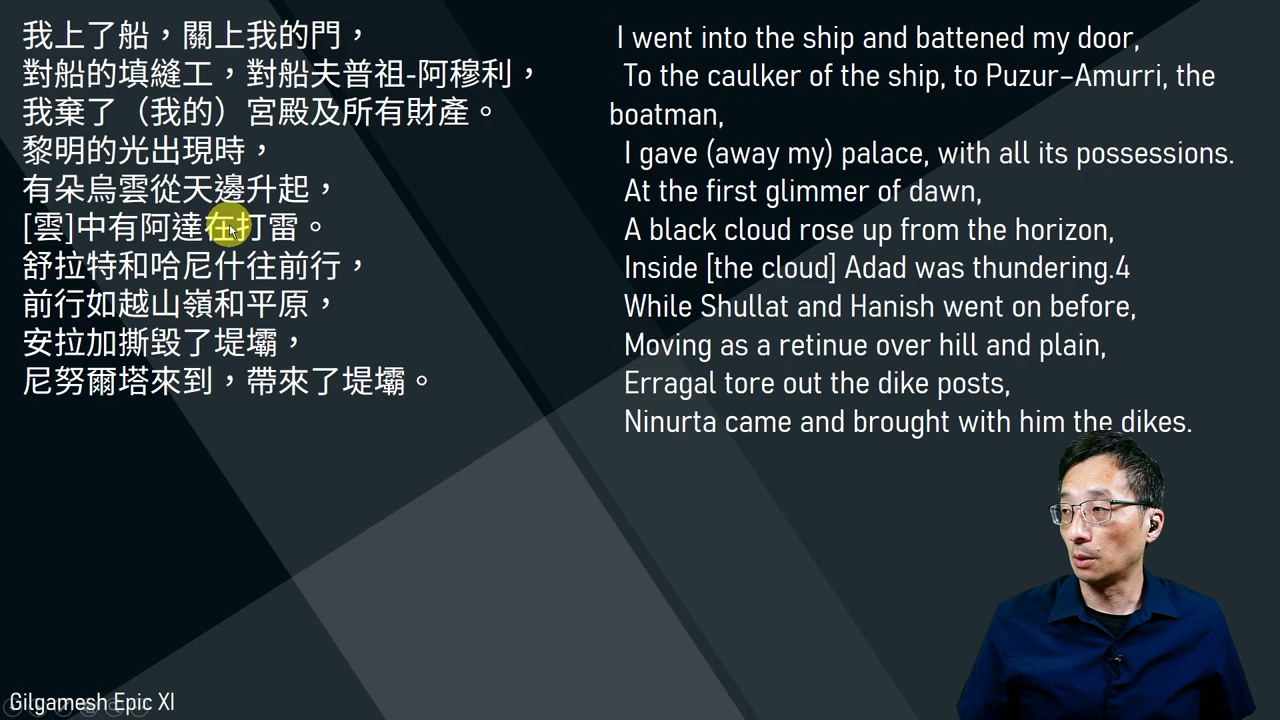 我上了船，關上我的門，
對船的填縫工，對船夫普祖-阿穆利，
我棄了（我的）宮殿及所有財產。
黎明的光出現時，
有朵烏雲從天邊升起，
[雲]中有阿達在打雷。
舒拉特和哈尼什往前行，
前行如越山嶺和平原，
安拉加撕毀了堤壩，
尼努爾塔來到，帶來了堤壩。
I went into the ship and battened my door,
To the caulker of the ship, to Puzur–Amurri, the
boatman,
I gave (away my) palace, with all its possessions.
At the first glimmer of dawn,
A black cloud rose up from the horizon,
Inside [the cloud] Adad was thundering.4
While Shullat and Hanish went on before,
Moving as a retinue over hill and plain,
Erragal tore out the dike posts,
Ninurta came and brought with him the dikes.
Gilgamesh Epic XI